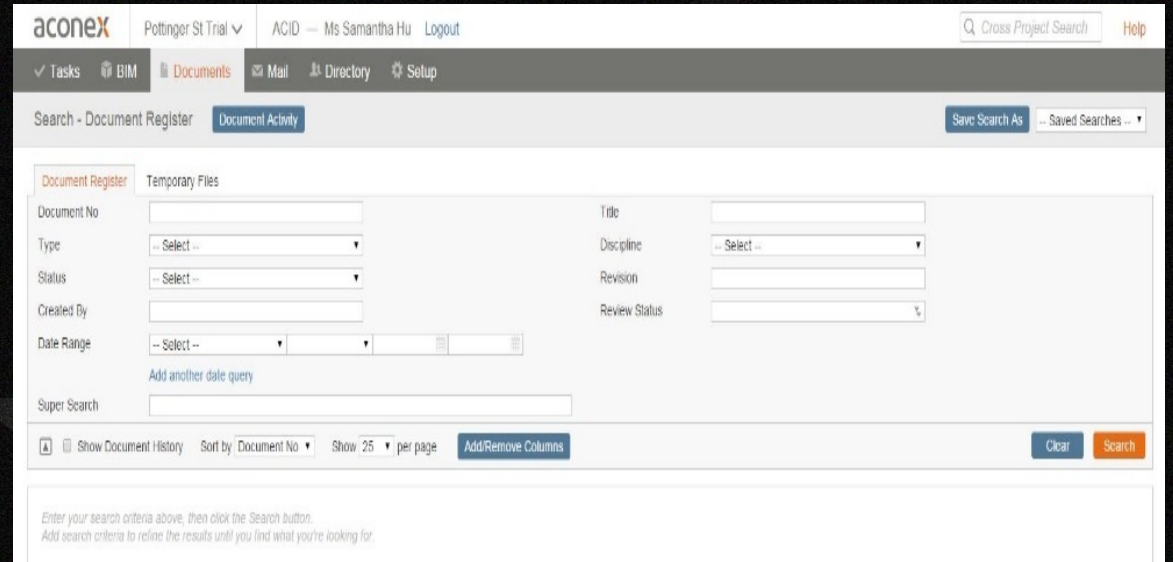 aconex Pottinger St Trial ACID — Ms Samantha Hu Logout Cross Project Search Help
Tasks BIM Documents Mail Directory Setup
Search - Document Register Document Activity Save Search As -- Saved Searches --
Document Register Temporary Files
Document No Title
Type -- Select -- Discipline -- Select --
Status -- Select -- Revision
Created By Review Status
Date Range -- Select --
Add another date query
Super Search
Show Document History Sort by Document No Show 25 per page Add/Remove Columns Clear Search
Enter your search criteria above, then click the Search button.
Add search criteria to refine the results until you find what you're looking for.